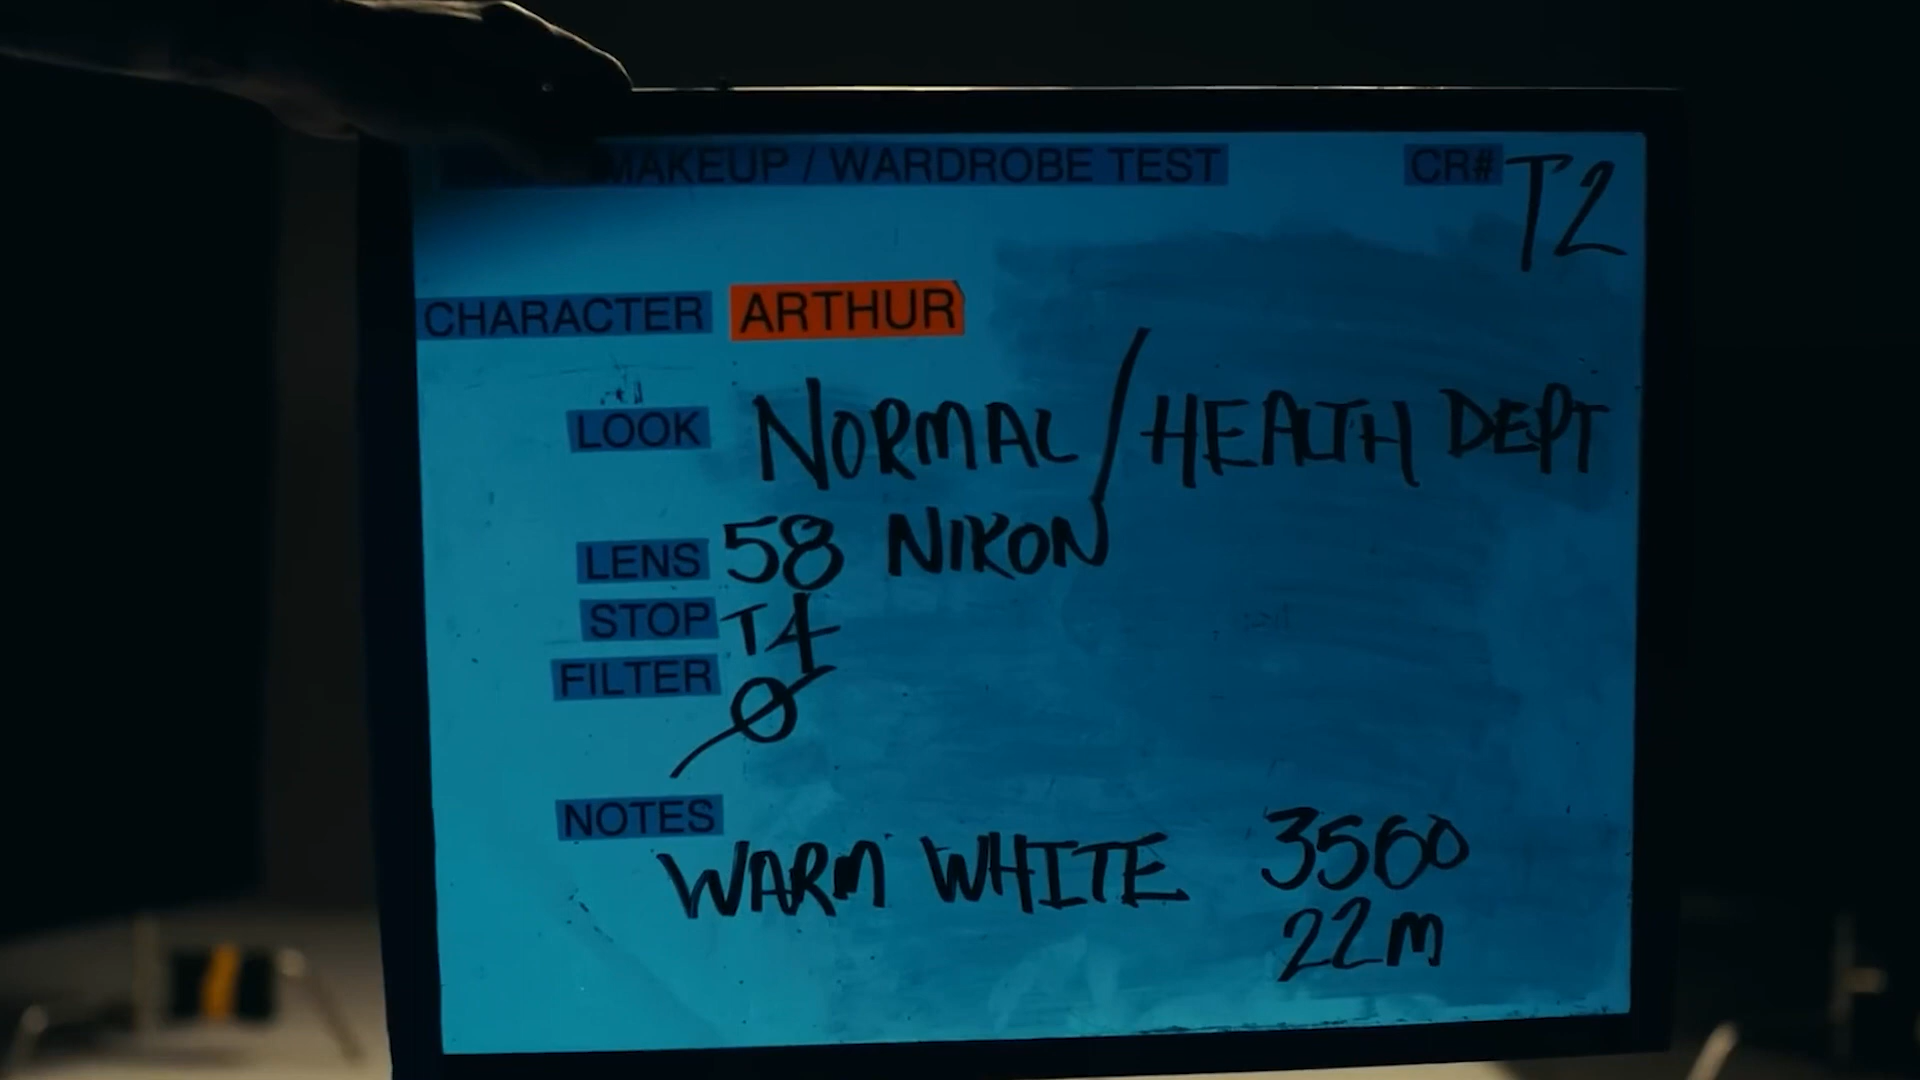 MAKEUP / WARDROBE TEST CR# T2
CHARACTER ARTHUR
LOOK NORMAL/HEALTH DEPT
LENS 58 NIKON
STOP T4
FILTER Ø
NOTES
WARM WHITE 3560
22M